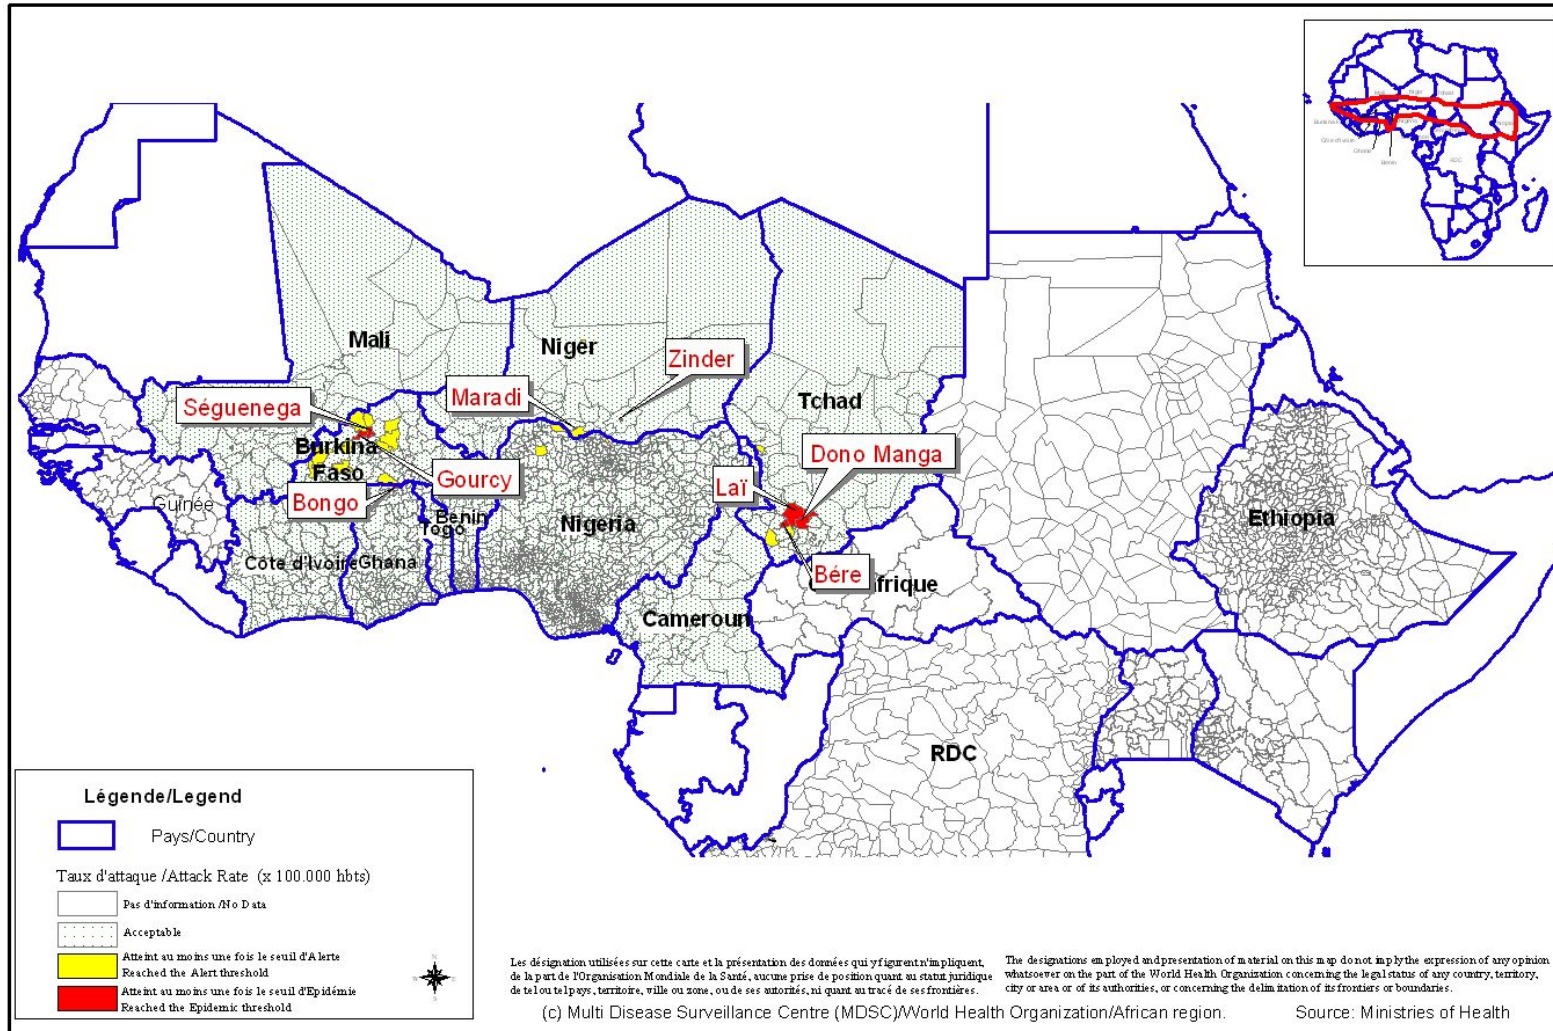 Mali
Niger
Tchad
Zinder
Maradi
Séguenega
Burkina
Faso
Gourcy
Bongo
Dono Manga
Laï
Bére
Guinée
Benin
Togo
Nigeria
Côte d'Ivoire
Ghana
Cameroun
afrique
Ethiopia
RDC
Mali
Niger
Tchad
Ghana
Benin
RDC
Légende/Legend
Pays/Country
Taux d'attaque /Attack Rate (x 100.000 hbts)
Pas d'information /No Data
Acceptable
Atteint au moins une fois le seuil d'Alerte
Reached the Alert threshold
Atteint au moins une fois le seuil d'Epidémie
Reached the Epidemic threshold
Les désignation utilisées sur cette carte et la présentation des données qui y figurent n'impliquent,
de la part de l'Organisation Mondiale de la Santé, aucune prise de position quant au statut juridique
de tel ou tel pays, territoire, ville ou zone, ou de ses autorités, ni quant au tracé de ses frontières.
The designations employed and presentation of material on this map do not imply the expression of any opinion
whatsoever on the part of the World Health Organization concerning the legal status of any country, territory,
city or area or of its authorities, or concerning the delimitation of its frontiers or boundaries.
(c) Multi Disease Surveillance Centre (MDSC)/World Health Organization/African region.
Source: Ministries of Health